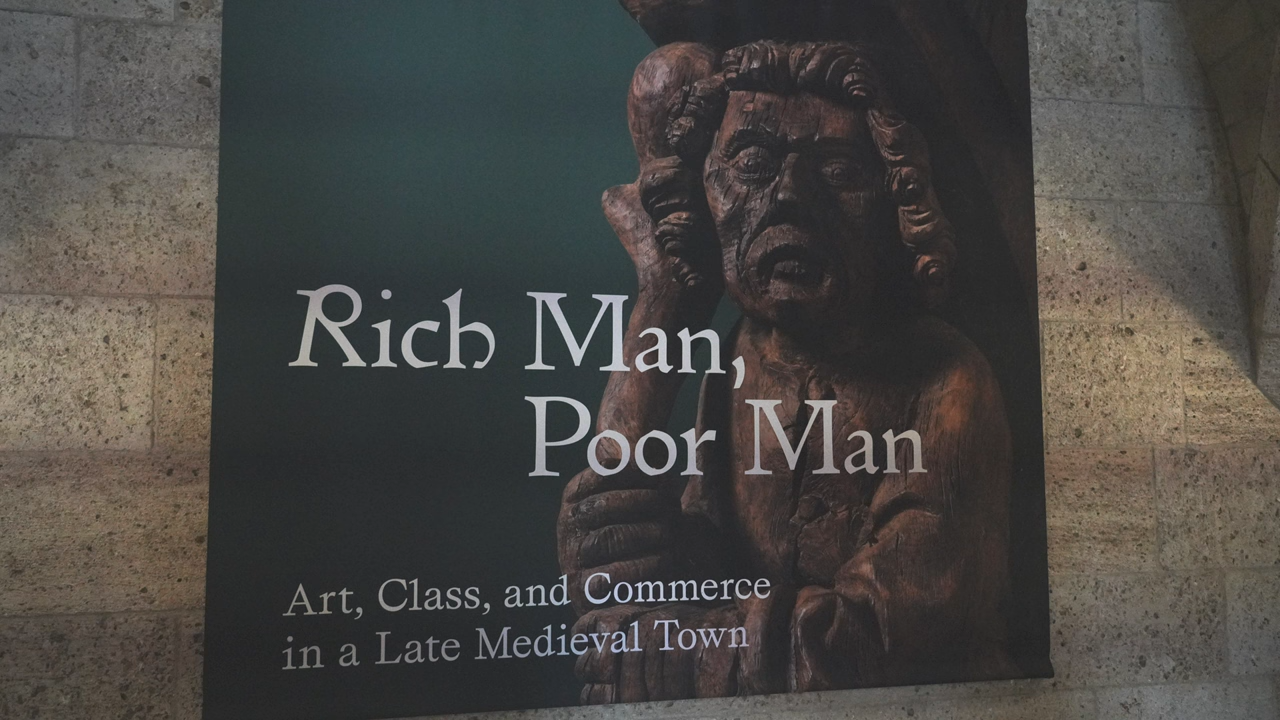 Rich Man,
Poor Man
Art, Class, and Commerce
in a Late Medieval Town